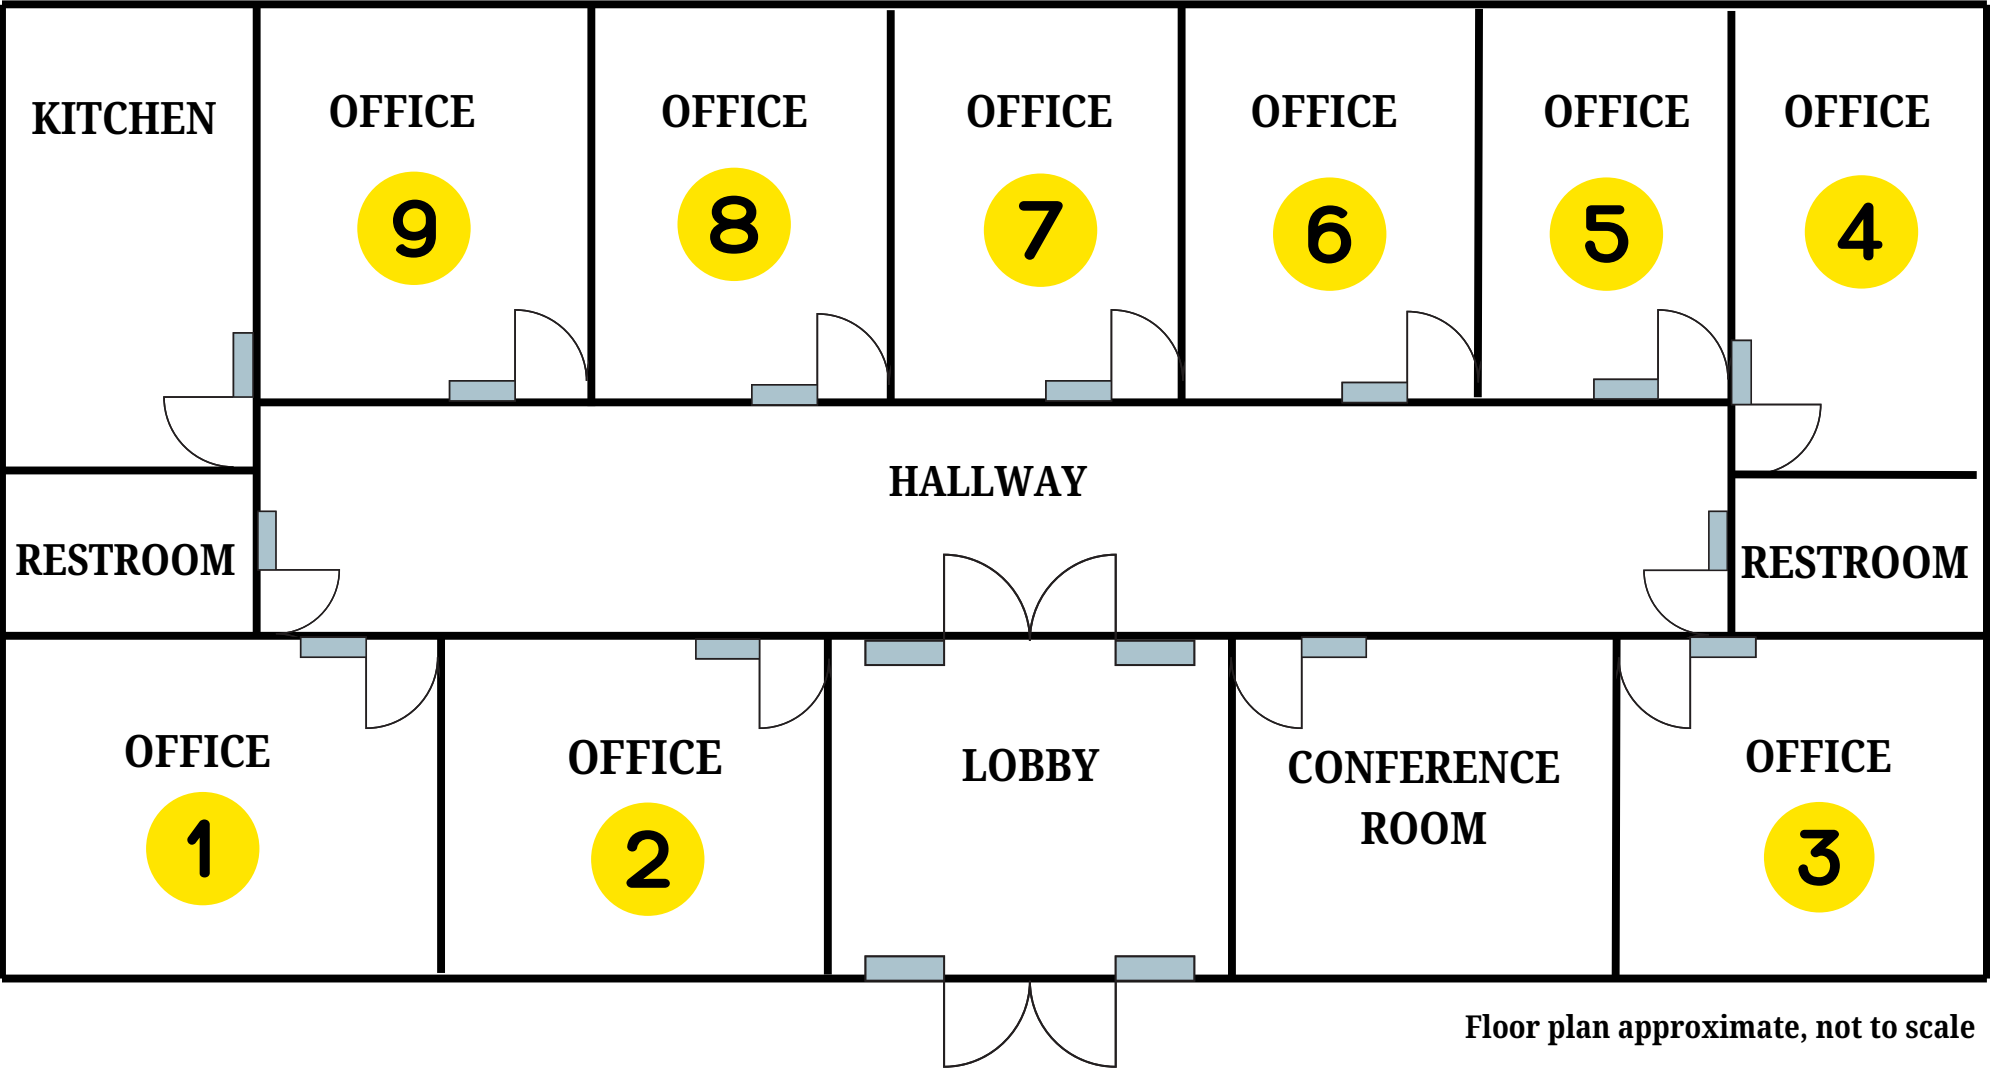 KITCHEN
OFFICE
9
OFFICE
8
OFFICE
7
OFFICE
6
OFFICE
5
OFFICE
4
HALLWAY
RESTROOM
RESTROOM
OFFICE
1
OFFICE
2
LOBBY
CONFERENCE
ROOM
OFFICE
3
Floor plan approximate, not to scale